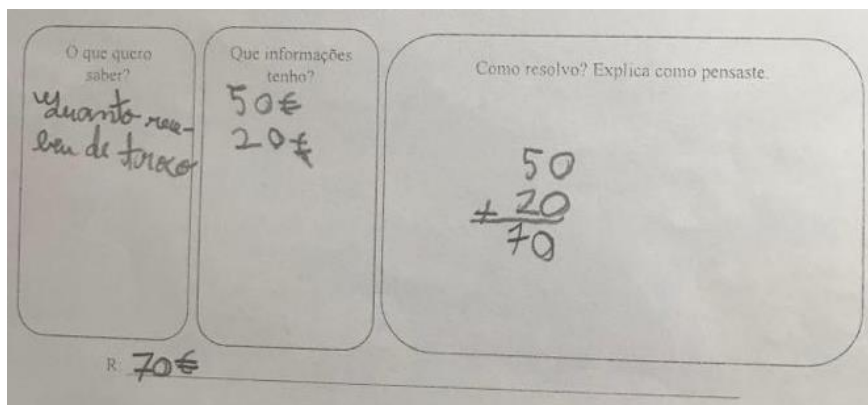 O que quero
saber?
Quanto rece-
beu de troco
Que informações
tenho?
50€
20€
Como resolvo? Explica como pensaste.
50
+ 20
70
R: 70€